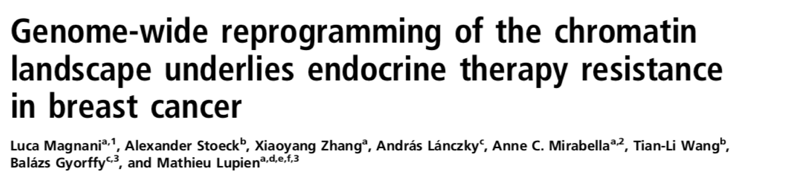 Genome-wide reprogramming of the chromatin
landscape underlies endocrine therapy resistance
in breast cancer
Luca Magnaniᵃ,¹, Alexander Stoeckᵇ, Xiaoyang Zhangᵃ, András Lánczkyᶜ, Anne C. Mirabellaᵃ,², Tian-Li Wangᵇ,
Balázs Gyorffyᶜ,³, and Mathieu Lupienᵃ,ᵈ,ᵉ,ᶠ,³